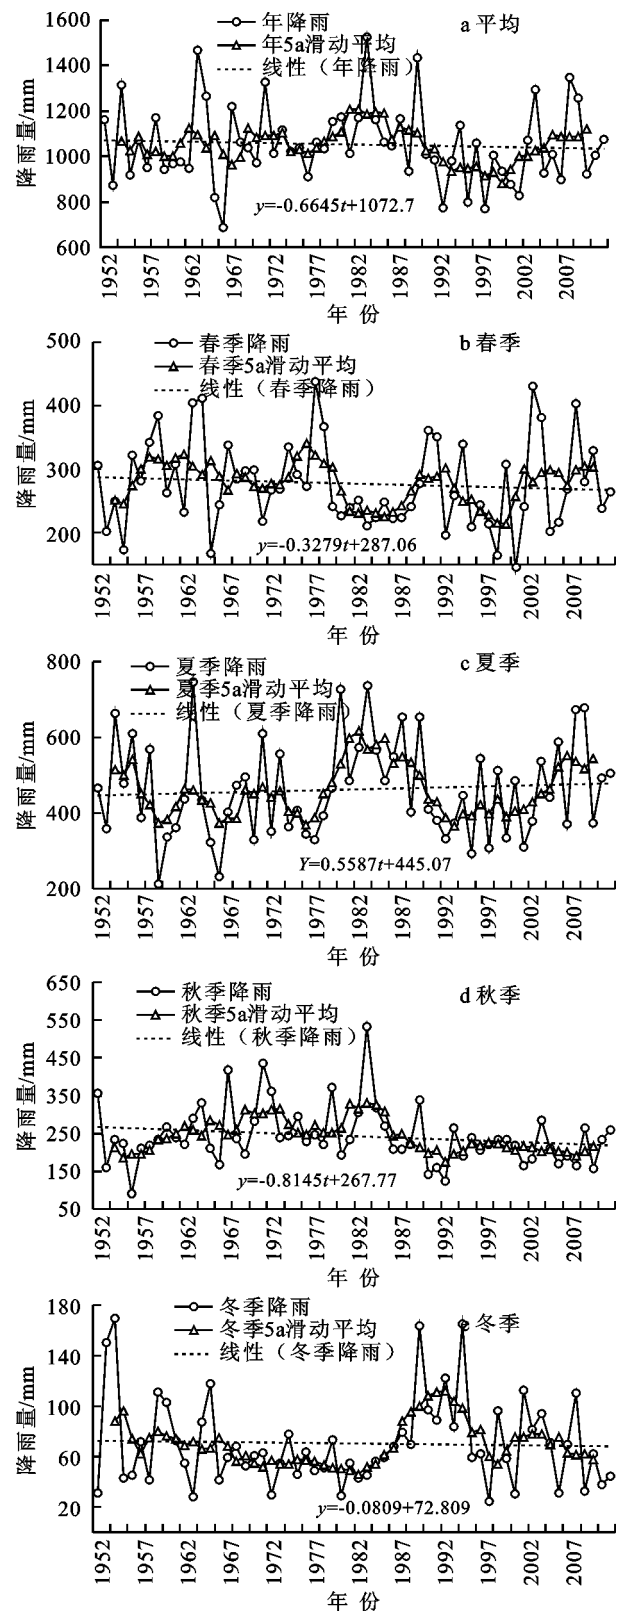 a 平均
年降雨
年5a滑动平均
线性（年降雨）
降雨量/mm
1600
1400
1200
1000
800
600
y=-0.6645t+1072.7
1952 1957 1962 1967 1972 1977 1982 1987 1992 1997 2002 2007
年 份
b 春季
春季降雨
春季5a滑动平均
线性（春季降雨）
降雨量/mm
500
400
300
200
y=-0.3279t+287.06
1952 1957 1962 1967 1972 1977 1982 1987 1992 1997 2002 2007
年 份
c 夏季
夏季降雨
夏季5a滑动平均
线性（夏季降雨）
降雨量/mm
800
600
400
200
Y=0.5587t+445.07
1952 1957 1962 1967 1972 1977 1982 1987 1992 1997 2002 2007
年 份
d 秋季
秋季降雨
秋季5a滑动平均
线性（秋季降雨）
降雨量/mm
650
550
450
350
250
150
50
y=-0.8145t+267.77
1952 1957 1962 1967 1972 1977 1982 1987 1992 1997 2002 2007
年 份
冬季
冬季降雨
冬季5a滑动平均
线性（冬季降雨）
降雨量/mm
180
140
100
60
20
y=-0.0809+72.809
1952 1957 1962 1967 1972 1977 1982 1987 1992 1997 2002 2007
年 份